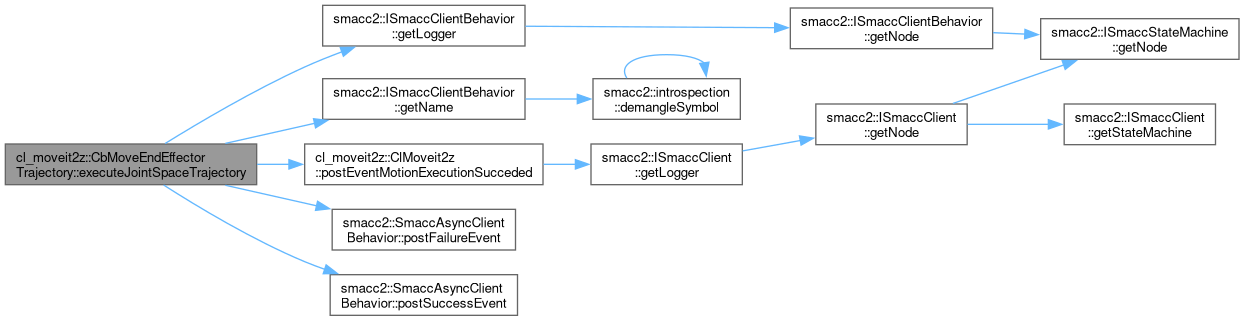 cl_moveit2z::CbMoveEndEffector
Trajectory::executeJointSpaceTrajectory
smacc2::ISmaccClientBehavior
::getLogger
smacc2::ISmaccClientBehavior
::getName
cl_moveit2z::ClMoveit2z
::postEventMotionExecutionSucceded
smacc2::SmaccAsyncClient
Behavior::postFailureEvent
smacc2::SmaccAsyncClient
Behavior::postSuccessEvent
smacc2::introspection
::demangleSymbol
smacc2::ISmaccClient
::getLogger
smacc2::ISmaccClientBehavior
::getNode
smacc2::ISmaccClient
::getNode
smacc2::ISmaccStateMachine
::getNode
smacc2::ISmaccClient
::getStateMachine